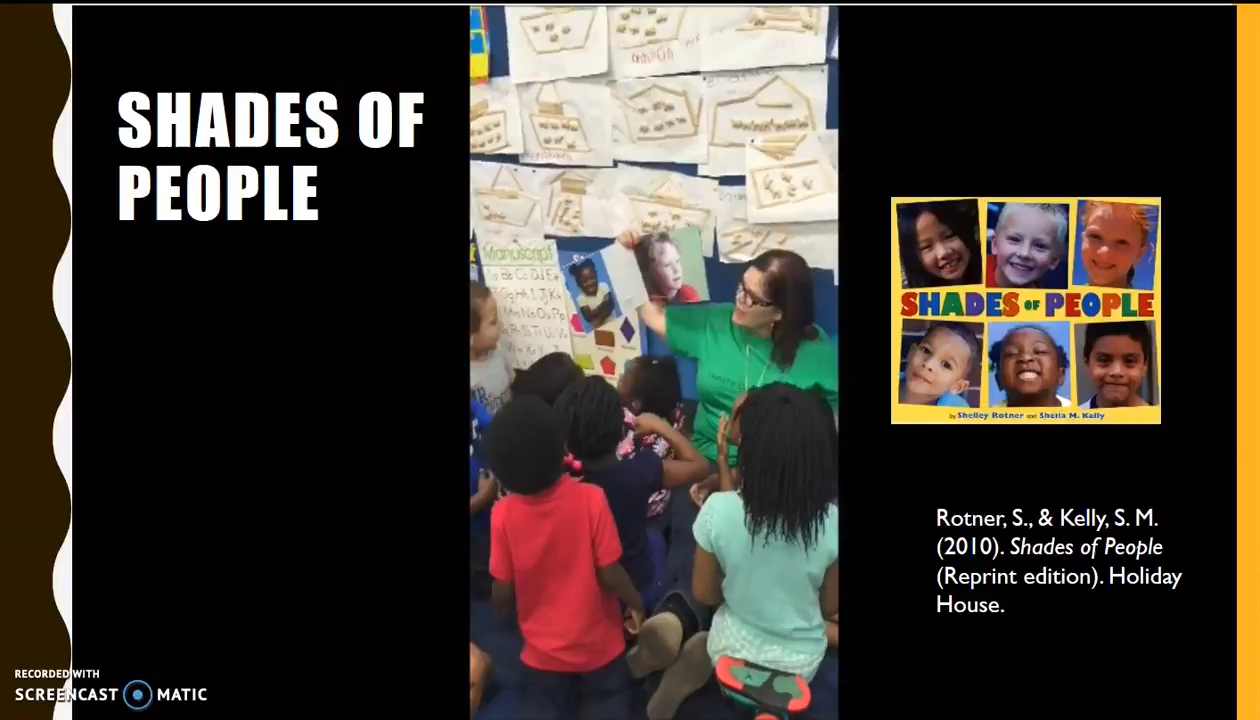 SHADES OF
PEOPLE
Manuscript
SHADES OF PEOPLE
by Shelley Rotner and Sheila M. Kelly
Rotner, S., & Kelly, S. M.
(2010). Shades of People
(Reprint edition). Holiday
House.
RECORDED WITH
SCREENCAST MATIC